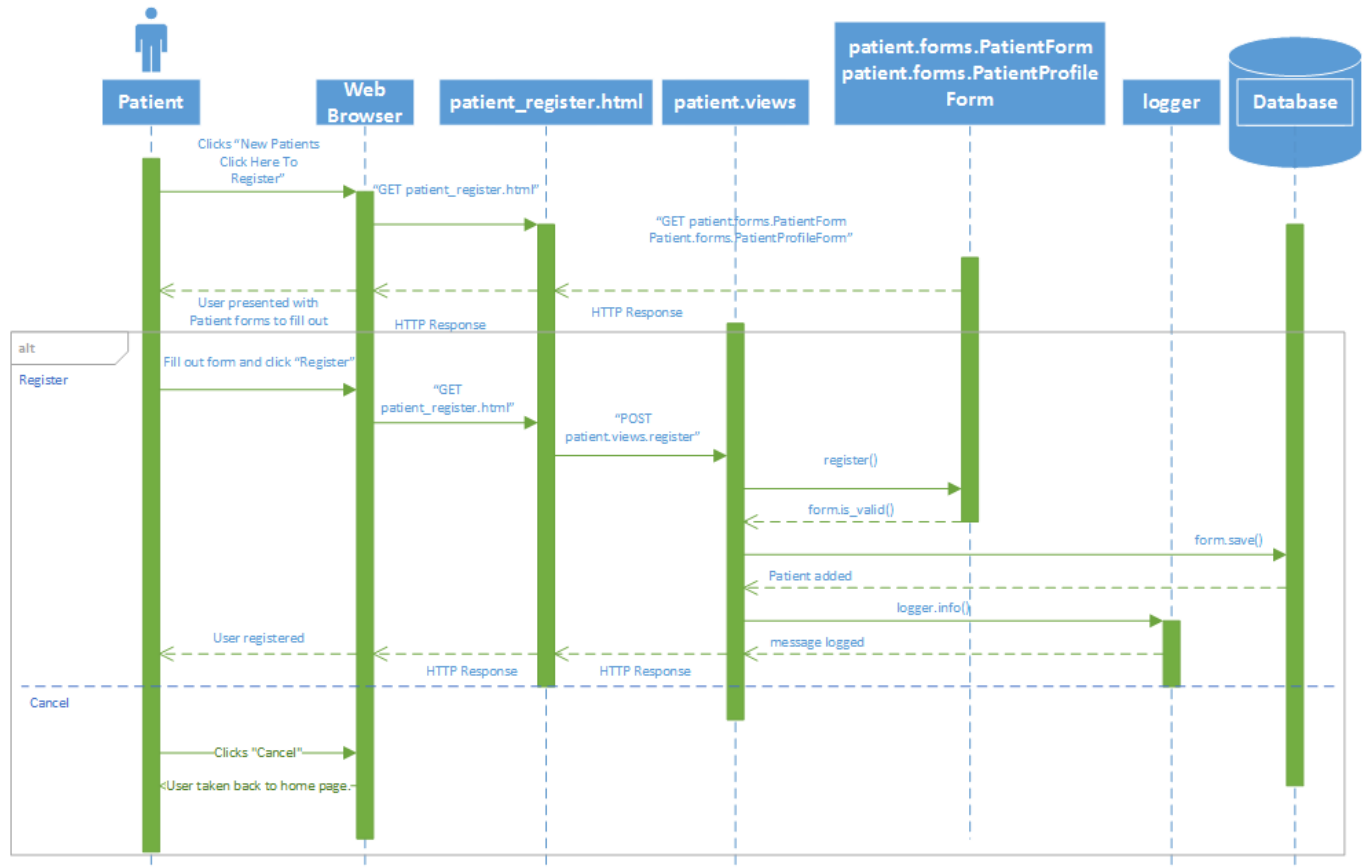 Patient
Web
Browser
patient_register.html
patient.views
patient.forms.PatientForm
patient.forms.PatientProfile
Form
logger
Database
Clicks “New Patients
Click Here To
Register”
“GET patient_register.html”
“GET patient.forms.PatientForm
Patient.forms.PatientProfileForm”
User presented with
Patient forms to fill out
HTTP Response
HTTP Response
alt
Register
Fill out form and click “Register”
“GET
patient_register.html”
“POST
patient.views.register”
register()
form.is_valid()
form.save()
Patient added
logger.info()
User registered
message logged
HTTP Response
HTTP Response
Cancel
Clicks "Cancel"
User taken back to home page.